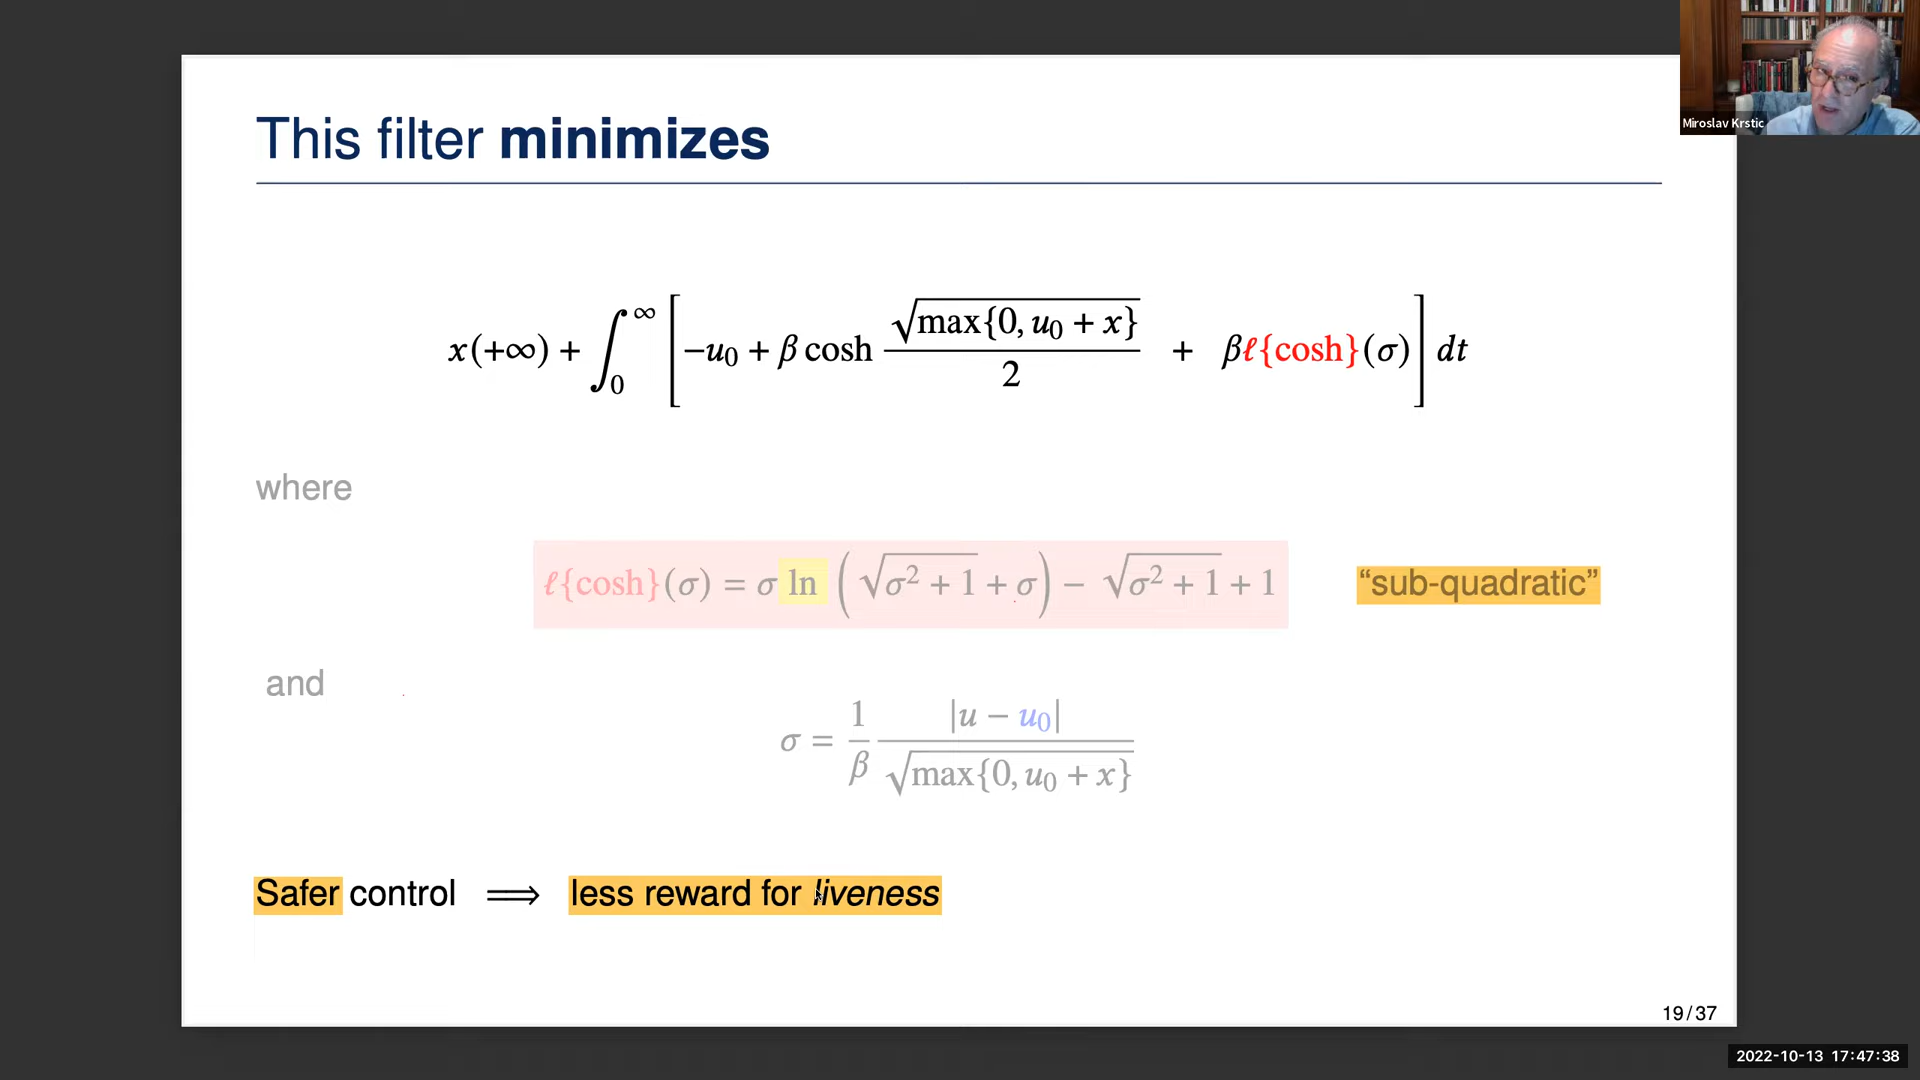 Miroslav Krstic
This filter minimizes
x(+∞) + ∫₀^∞ [−u₀ + β cosh √(max{0, u₀ + x}) / 2 + βℓ{cosh}(σ)] dt
where
ℓ{cosh}(σ) = σ ln (√(σ² + 1) + σ) − √(σ² + 1) + 1 “sub-quadratic”
and
σ = 1/β |u − u₀| / √(max{0, u₀ + x})
Safer control ⟹ less reward for liveness
19/37
2022-10-13 17:47:38